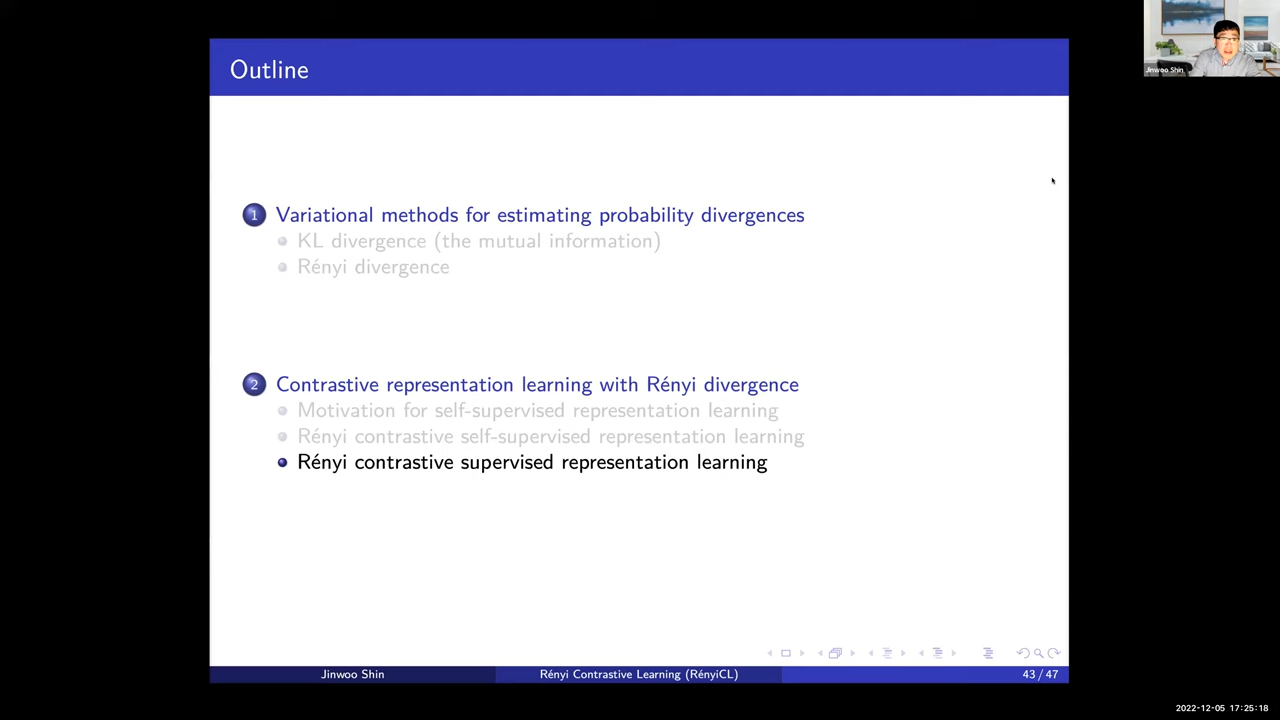 Outline
Jinwoo Shin
1 Variational methods for estimating probability divergences
KL divergence (the mutual information)
Rényi divergence
2 Contrastive representation learning with Rényi divergence
Motivation for self-supervised representation learning
Rényi contrastive self-supervised representation learning
Rényi contrastive supervised representation learning
Jinwoo Shin
Rényi Contrastive Learning (RényiCL)
43 / 47
2022-12-05 17:25:18